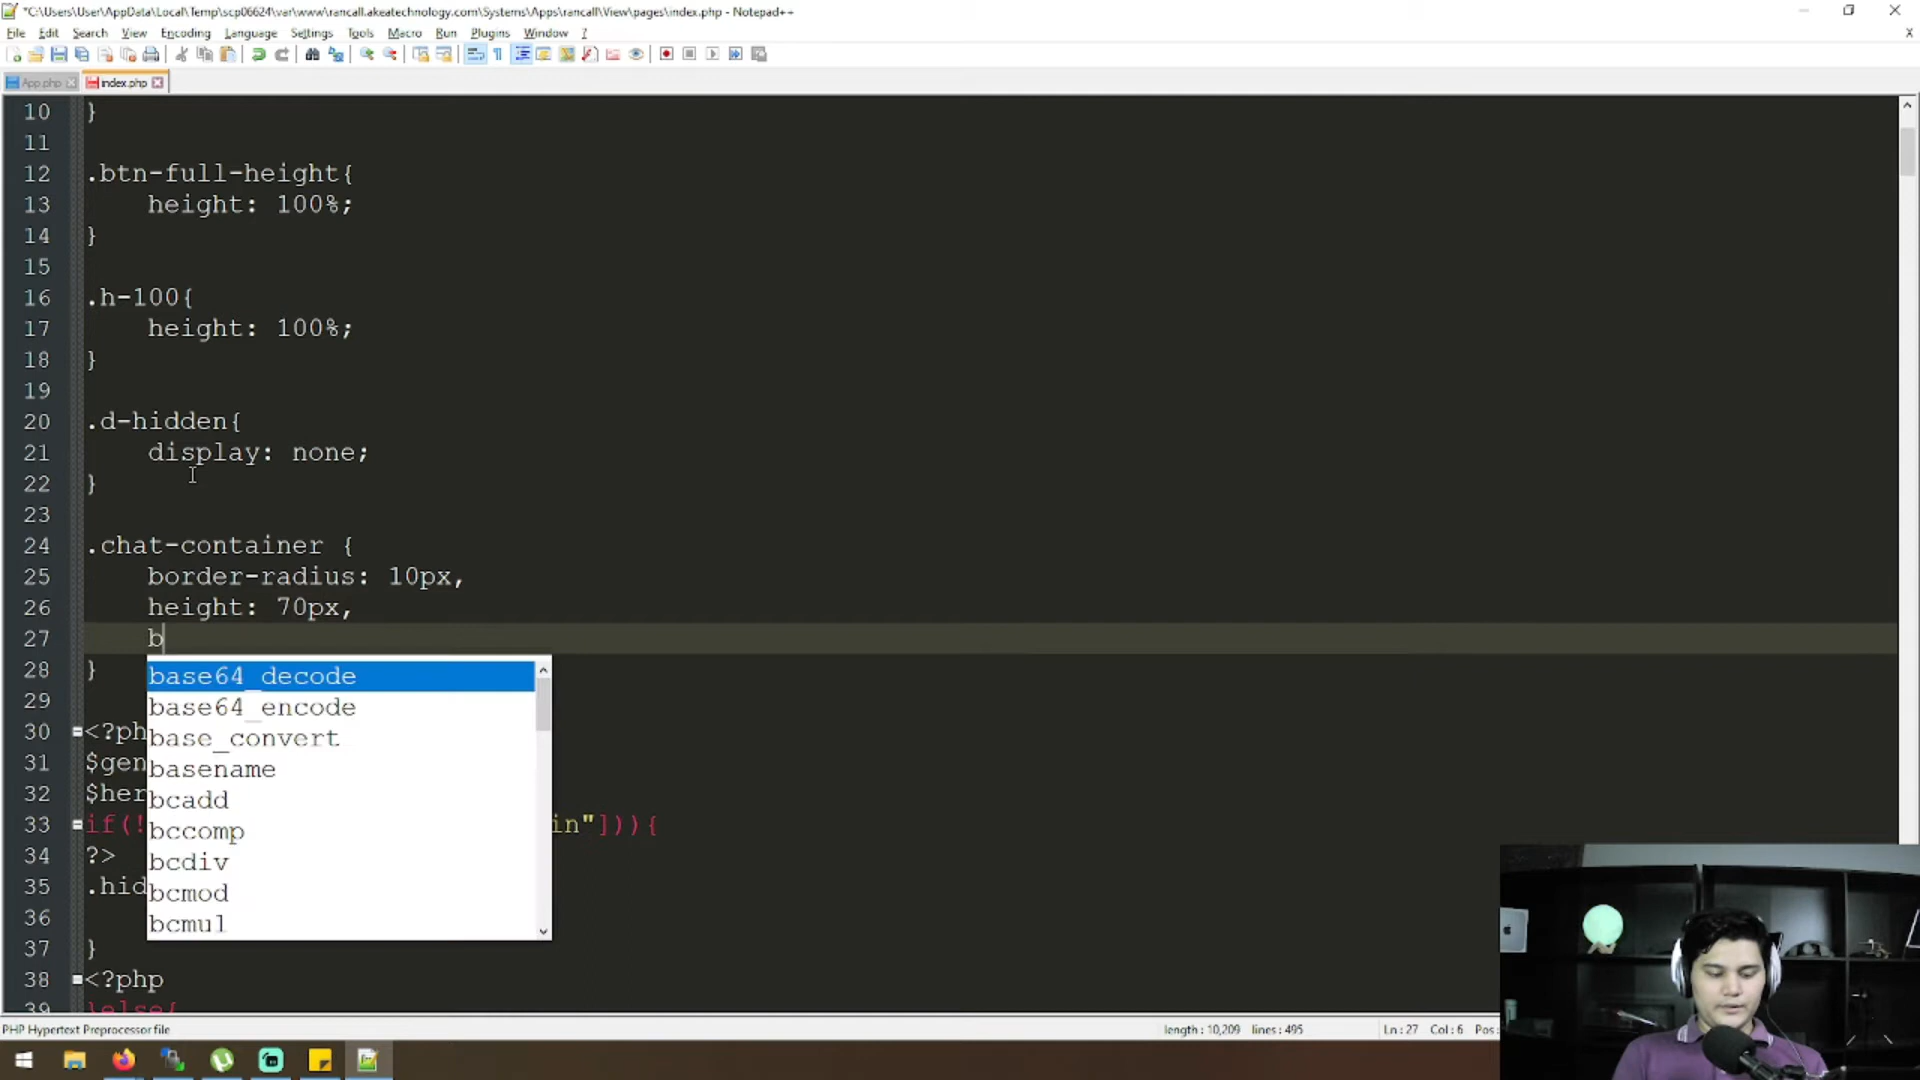 *C:\Users\User\AppData\Local\Temp\scp06624\var\www\rancall.akeatechnology.com\Systems\Apps\rancall\View\pages\index.php - Notepad++
File Edit Search View Encoding Language Settings Tools Macro Run Plugins Window ? X
App.php index.php
10 }
11
12 .btn-full-height{
13 height: 100%;
14 }
15
16 .h-100{
17 height: 100%;
18 }
19
20 .d-hidden{
21 display: none;
22 }
23
24 .chat-container {
25 border-radius: 10px,
26 height: 70px,
27 b
28 } base64_decode
29 base64_encode
30 <?ph base_convert
31 $gen basename
32 $her bcadd
33 if(! bccomp in"])){
34 ?> bcdiv
35 .hid bcmod
36 bcmul
37 }
38 <?php
39 }else{
PHP Hypertext Preprocessor file length : 10,209 lines : 495 Ln : 27 Col : 6 Pos :